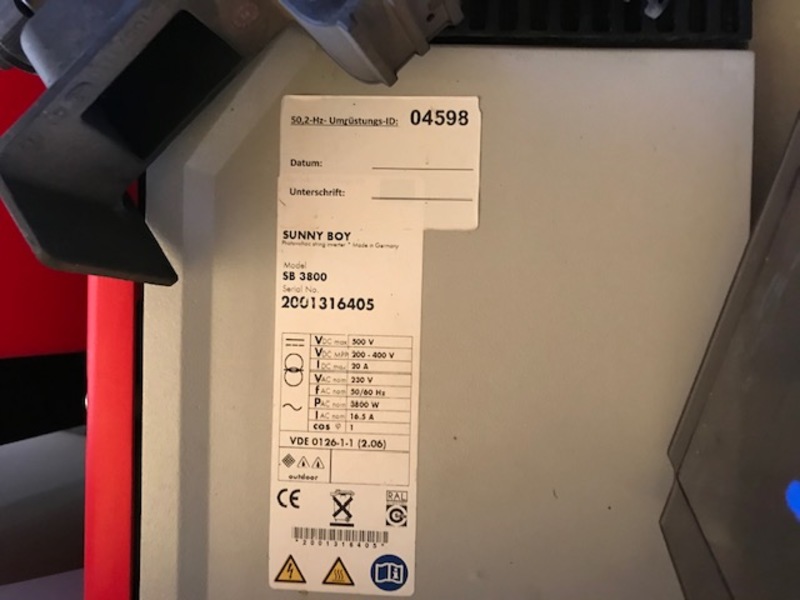 50,2-Hz- Umrüstungs-ID: 04598
Datum:
Unterschrift:
SUNNY BOY
Photovoltaic string inverter * Made in Germany
Model
SB 3800
Serial No.
2001316405
VDC max 500 V
VDC MPP 200 - 400 V
IDC max 20 A
VAC nom 230 V
fAC nom 50/60 Hz
PAC nom 3800 W
IAC nom 16.5 A
cos φ 1
VDE 0126-1-1 (2.06)
outdoor
CE
RAL
*2001316405*